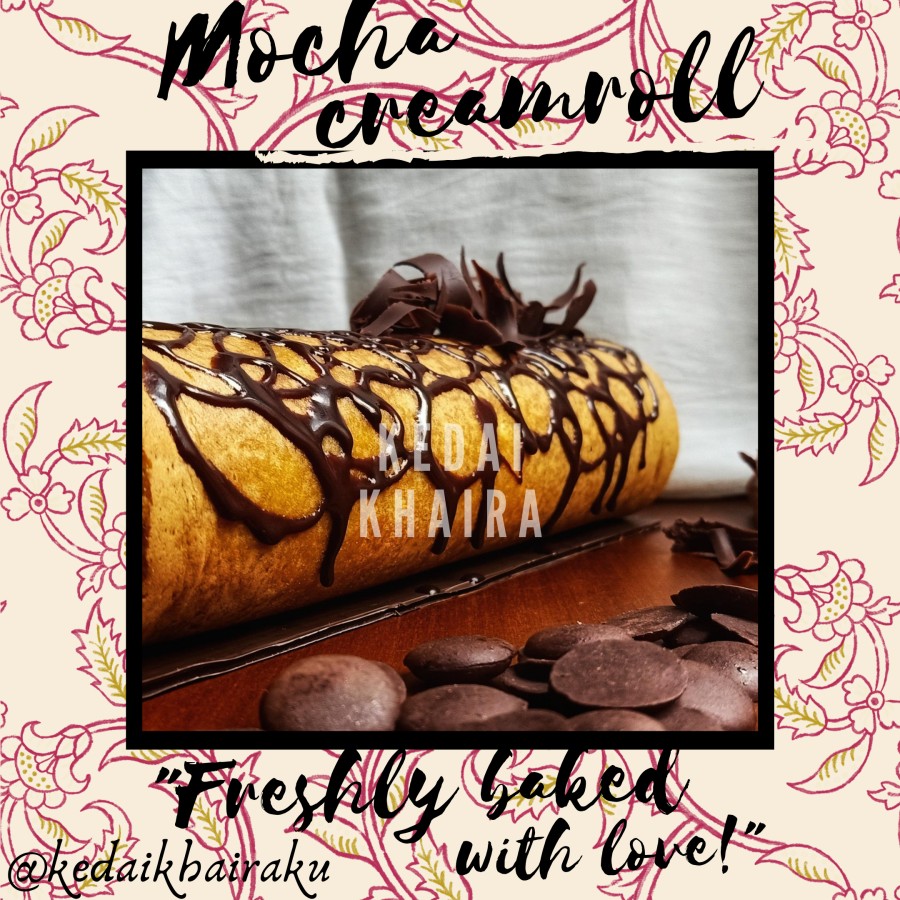 Mocha
creamroll
KEDAI
KHAIRA
"Freshly baked
with love!"
@kedaikhairaku